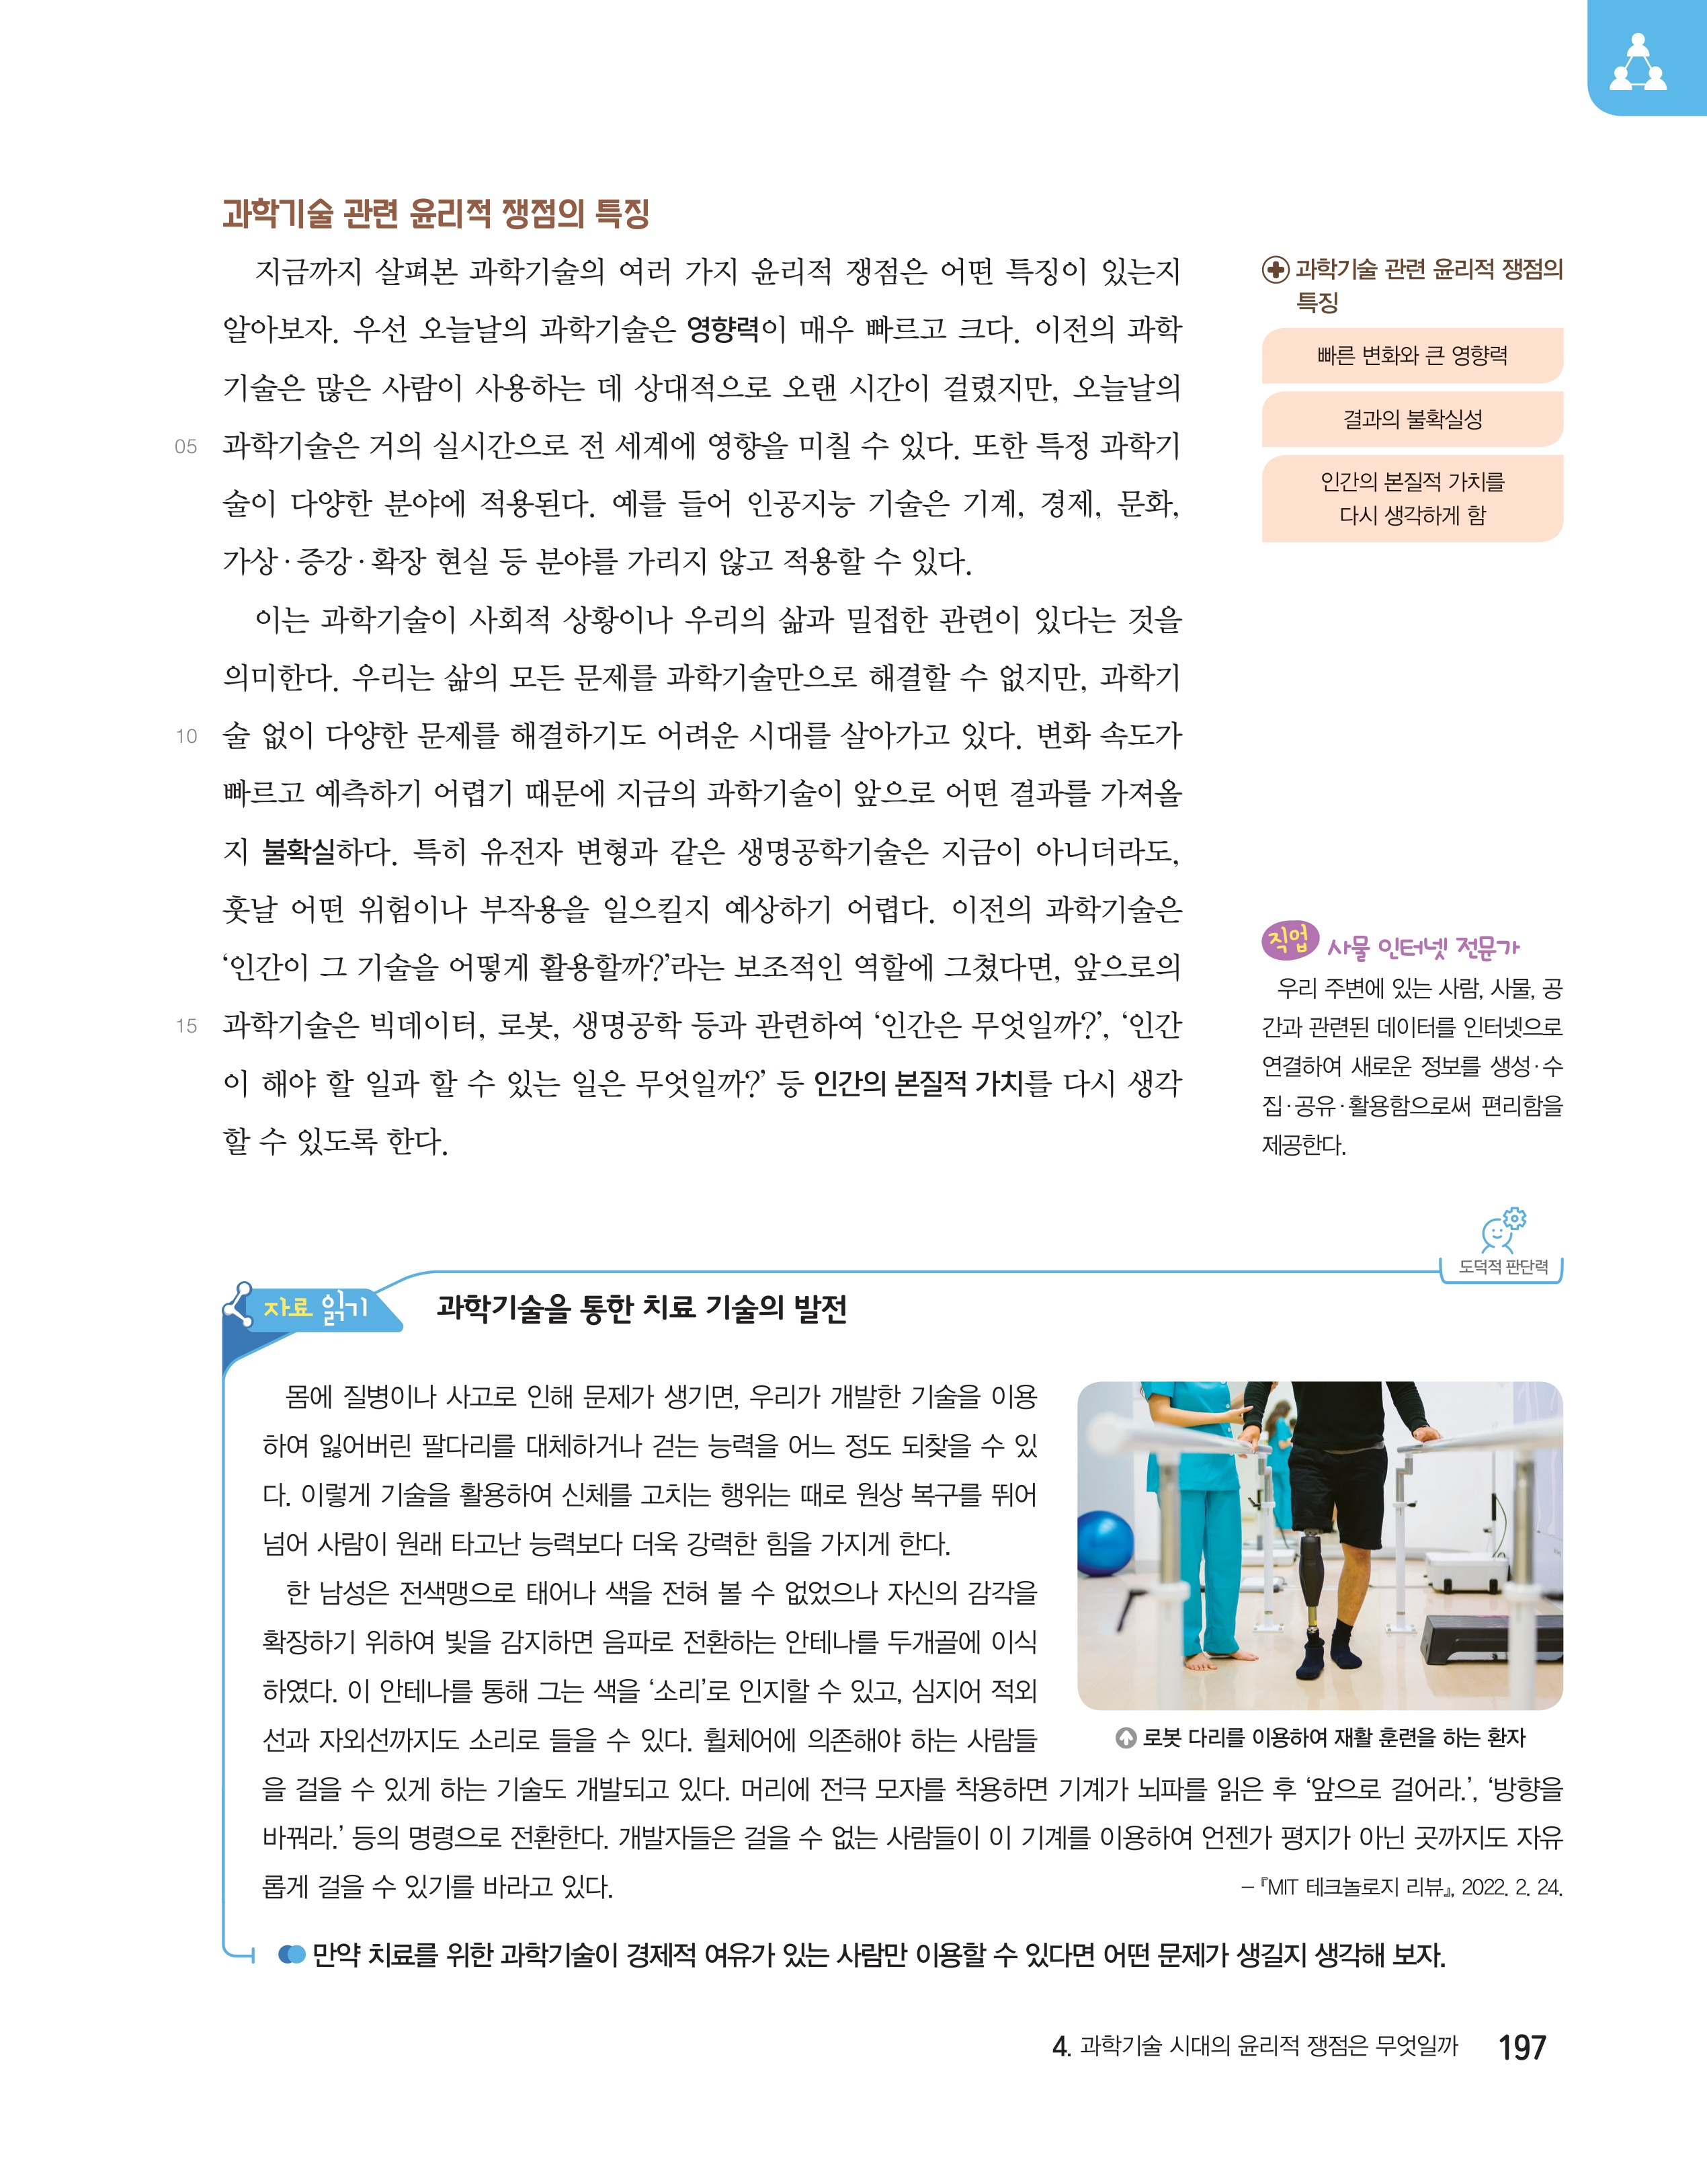 과학기술 관련 윤리적 쟁점의 특징
지금까지 살펴본 과학기술의 여러 가지 윤리적 쟁점은 어떤 특징이 있는지
알아보자. 우선 오늘날의 과학기술은 영향력이 매우 빠르고 크다. 이전의 과학
기술은 많은 사람이 사용하는 데 상대적으로 오랜 시간이 걸렸지만, 오늘날의
05 과학기술은 거의 실시간으로 전 세계에 영향을 미칠 수 있다. 또한 특정 과학기
술이 다양한 분야에 적용된다. 예를 들어 인공지능 기술은 기계, 경제, 문화,
가상·증강·확장 현실 등 분야를 가리지 않고 적용할 수 있다.
이는 과학기술이 사회적 상황이나 우리의 삶과 밀접한 관련이 있다는 것을
의미한다. 우리는 삶의 모든 문제를 과학기술만으로 해결할 수 없지만, 과학기
10 술 없이 다양한 문제를 해결하기도 어려운 시대를 살아가고 있다. 변화 속도가
빠르고 예측하기 어렵기 때문에 지금의 과학기술이 앞으로 어떤 결과를 가져올
지 불확실하다. 특히 유전자 변형과 같은 생명공학기술은 지금이 아니더라도,
훗날 어떤 위험이나 부작용을 일으킬지 예상하기 어렵다. 이전의 과학기술은
‘인간이 그 기술을 어떻게 활용할까?’라는 보조적인 역할에 그쳤다면, 앞으로의
15 과학기술은 빅데이터, 로봇, 생명공학 등과 관련하여 ‘인간은 무엇일까?’, ‘인간
이 해야 할 일과 할 수 있는 일은 무엇일까?’ 등 인간의 본질적 가치를 다시 생각
할 수 있도록 한다.
과학기술 관련 윤리적 쟁점의
특징
빠른 변화와 큰 영향력
결과의 불확실성
인간의 본질적 가치를
다시 생각하게 함
직업 사물 인터넷 전문가
우리 주변에 있는 사람, 사물, 공
간과 관련된 데이터를 인터넷으로
연결하여 새로운 정보를 생성·수
집·공유·활용함으로써 편리함을
제공한다.
도덕적 판단력
자료 읽기 과학기술을 통한 치료 기술의 발전
몸에 질병이나 사고로 인해 문제가 생기면, 우리가 개발한 기술을 이용
하여 잃어버린 팔다리를 대체하거나 걷는 능력을 어느 정도 되찾을 수 있
다. 이렇게 기술을 활용하여 신체를 고치는 행위는 때로 원상 복구를 뛰어
넘어 사람이 원래 타고난 능력보다 더욱 강력한 힘을 가지게 한다.
한 남성은 전색맹으로 태어나 색을 전혀 볼 수 없었으나 자신의 감각을
확장하기 위하여 빛을 감지하면 음파로 전환하는 안테나를 두개골에 이식
하였다. 이 안테나를 통해 그는 색을 ‘소리’로 인지할 수 있고, 심지어 적외
선과 자외선까지도 소리로 들을 수 있다. 휠체어에 의존해야 하는 사람들
을 걸을 수 있게 하는 기술도 개발되고 있다. 머리에 전극 모자를 착용하면 기계가 뇌파를 읽은 후 ‘앞으로 걸어라.’, ‘방향을
바꿔라.’ 등의 명령으로 전환한다. 개발자들은 걸을 수 없는 사람들이 이 기계를 이용하여 언젠가 평지가 아닌 곳까지도 자유
롭게 걸을 수 있기를 바라고 있다.
– 『MIT 테크놀로지 리뷰』, 2022. 2. 24.
로봇 다리를 이용하여 재활 훈련을 하는 환자
만약 치료를 위한 과학기술이 경제적 여유가 있는 사람만 이용할 수 있다면 어떤 문제가 생길지 생각해 보자.
4. 과학기술 시대의 윤리적 쟁점은 무엇일까 197